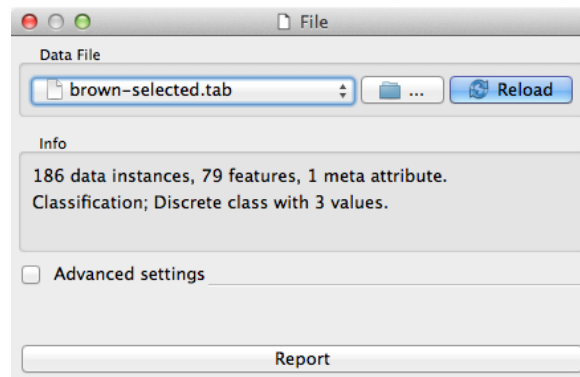 File
Data File
brown-selected.tab ... Reload
Info
186 data instances, 79 features, 1 meta attribute.
Classification; Discrete class with 3 values.
Advanced settings
Report